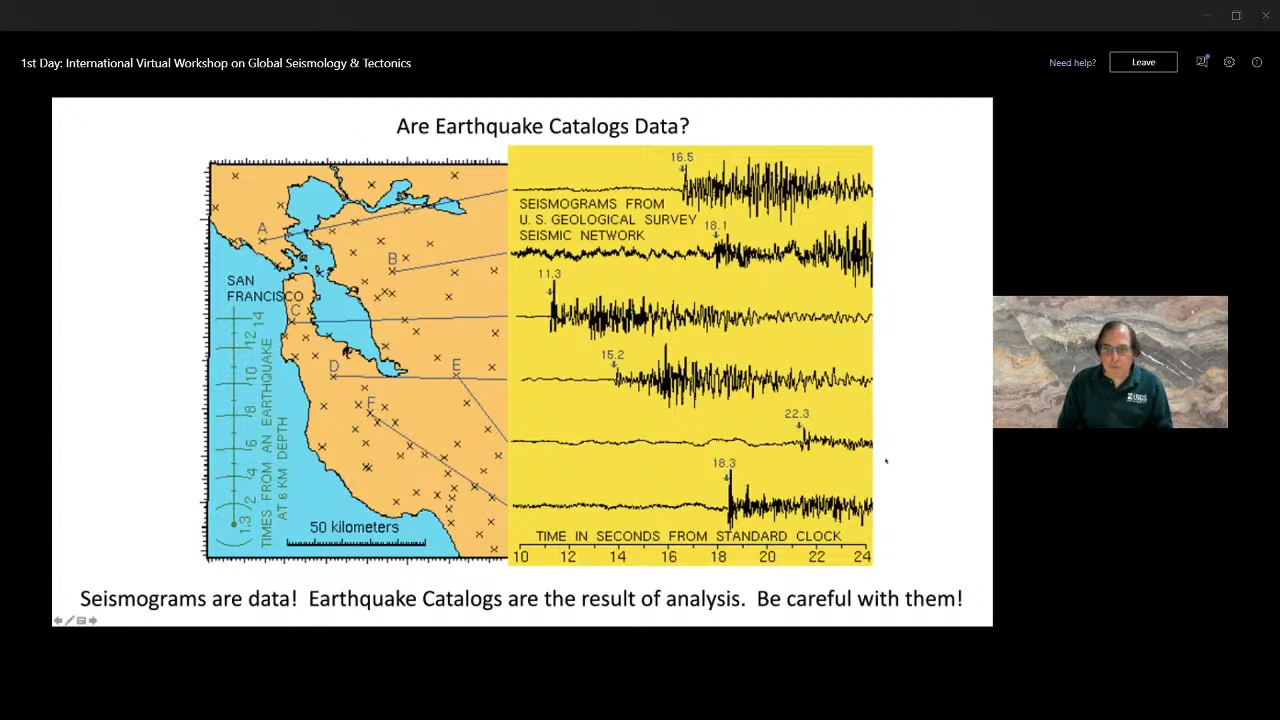 1st Day: International Virtual Workshop on Global Seismology & Tectonics
Need help?
Leave
Are Earthquake Catalogs Data?
A
B
SAN
FRANCISCO
C
D
E
F
14
12
10
8
6
4
2
1.3
TIMES FROM AN EARTHQUAKE
AT 6 KM DEPTH
50 kilometers
16.5
SEISMOGRAMS FROM
U. S. GEOLOGICAL SURVEY
SEISMIC NETWORK
18.1
11.3
15.2
22.3
18.3
TIME IN SECONDS FROM STANDARD CLOCK
10 12 14 16 18 20 22 24
Seismograms are data! Earthquake Catalogs are the result of analysis. Be careful with them!
USGS